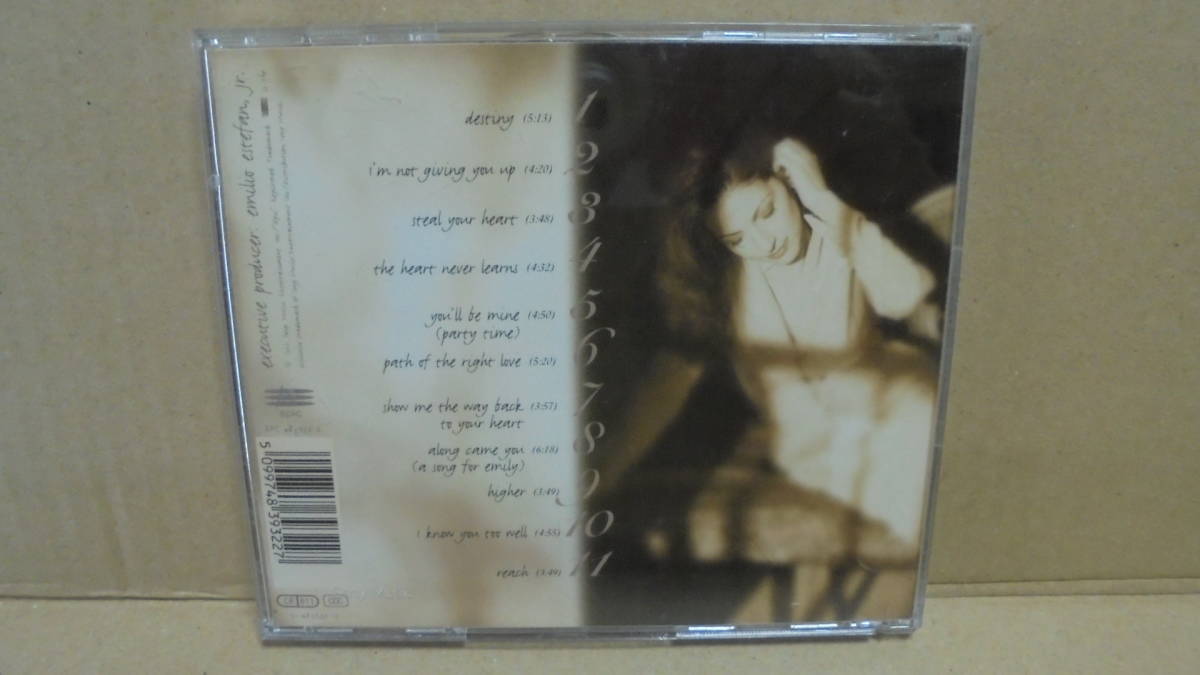 destiny (5:13) 1
i'm not giving you up (4:20) 2
steal your heart (3:48) 3
the heart never learns (4:32) 4
you'll be mine (4:50) 5
(party time)
path of the right love (5:20) 6
show me the way back (3:57) 7
to your heart
along came you (6:18) 8
(a song for emily)
higher (3:49) 9
i know you too well (4:55) 10
reach (3:49) 11
executive producer: emilio estefan, jr.
epic
5 099748 393227